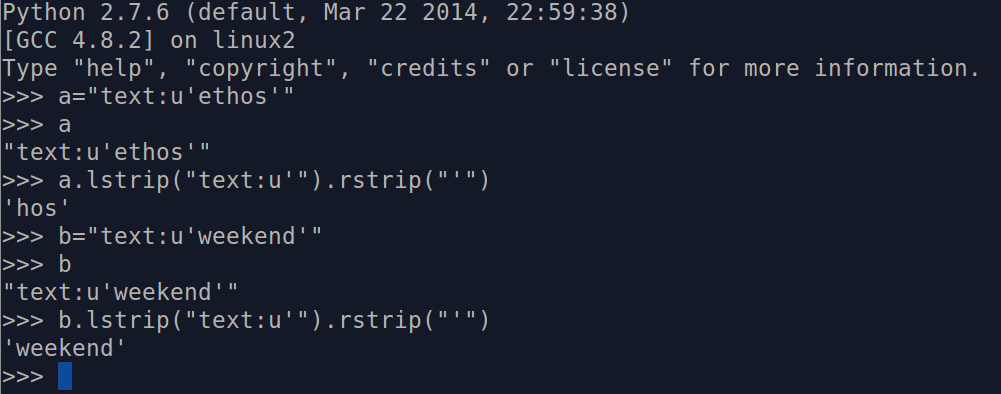 Python 2.7.6 (default, Mar 22 2014, 22:59:38)
[GCC 4.8.2] on linux2
Type "help", "copyright", "credits" or "license" for more information.
>>> a="text:u'ethos'"
>>> a
"text:u'ethos'"
>>> a.lstrip("text:u'").rstrip("'")
'hos'
>>> b="text:u'weekend'"
>>> b
"text:u'weekend'"
>>> b.lstrip("text:u'").rstrip("'")
'weekend'
>>>